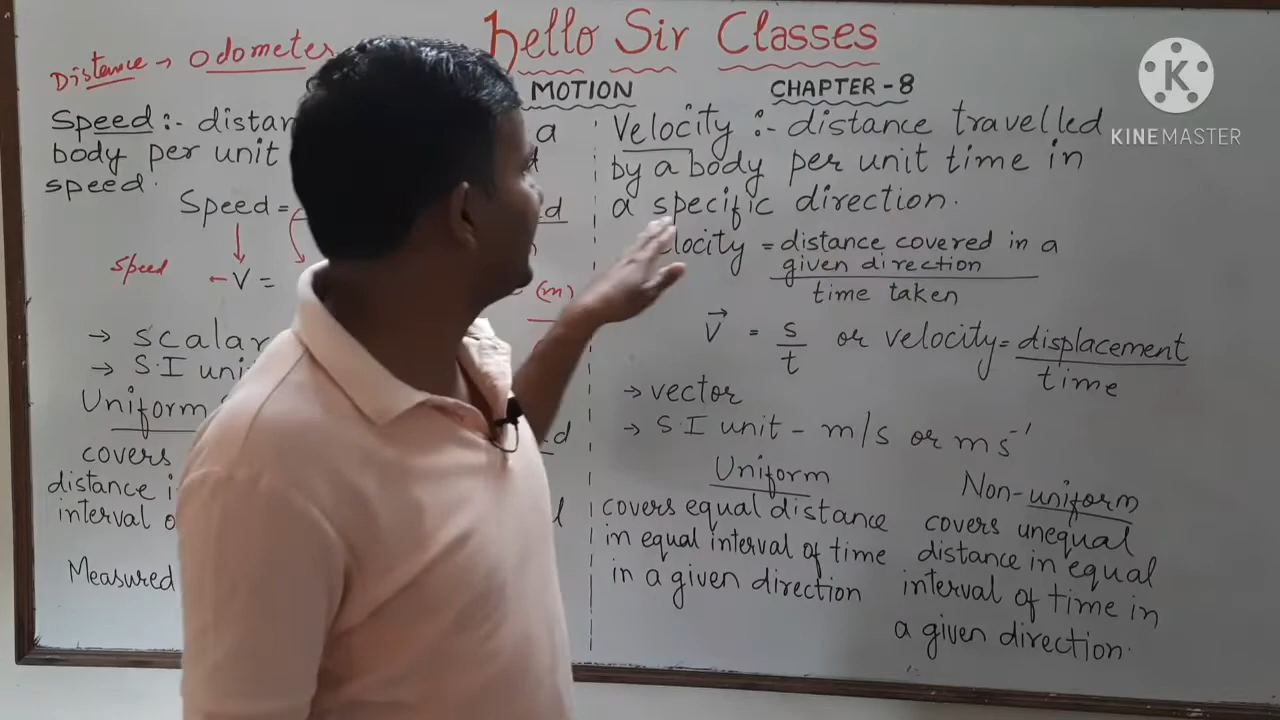 hello Sir Classes
Distance → Odometer
MOTION
CHAPTER-8
K
KINEMASTER
Speed :- distan
a
body per unit
speed.
Speed =
speed ← V =
(m)
→ scalar
→ S.I uni
Uniform
covers
distance i
interval o
Measured
Velocity :- distance travelled
by a body per unit time in
a specific direction.
locity = distance covered in a
given direction
time taken
V = s
t
or velocity = displacement
time
→ vector
→ S.I unit - m/s or ms⁻¹
Uniform
covers equal distance
in equal interval of time
in a given direction
Non-uniform
covers unequal
distance in equal
interval of time in
a given direction.